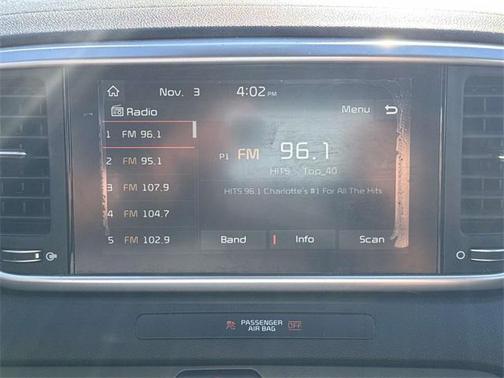 Nov. 3 4:02 PM
Radio Menu
1 FM 96.1
2 FM 95.1
3 FM 107.9
4 FM 104.7
5 FM 102.9
P1 FM 96.1
HITS Top_40
HITS 96.1 Charlotte's #1 For All The Hits
Band Info Scan
PASSENGER
AIR BAG OFF